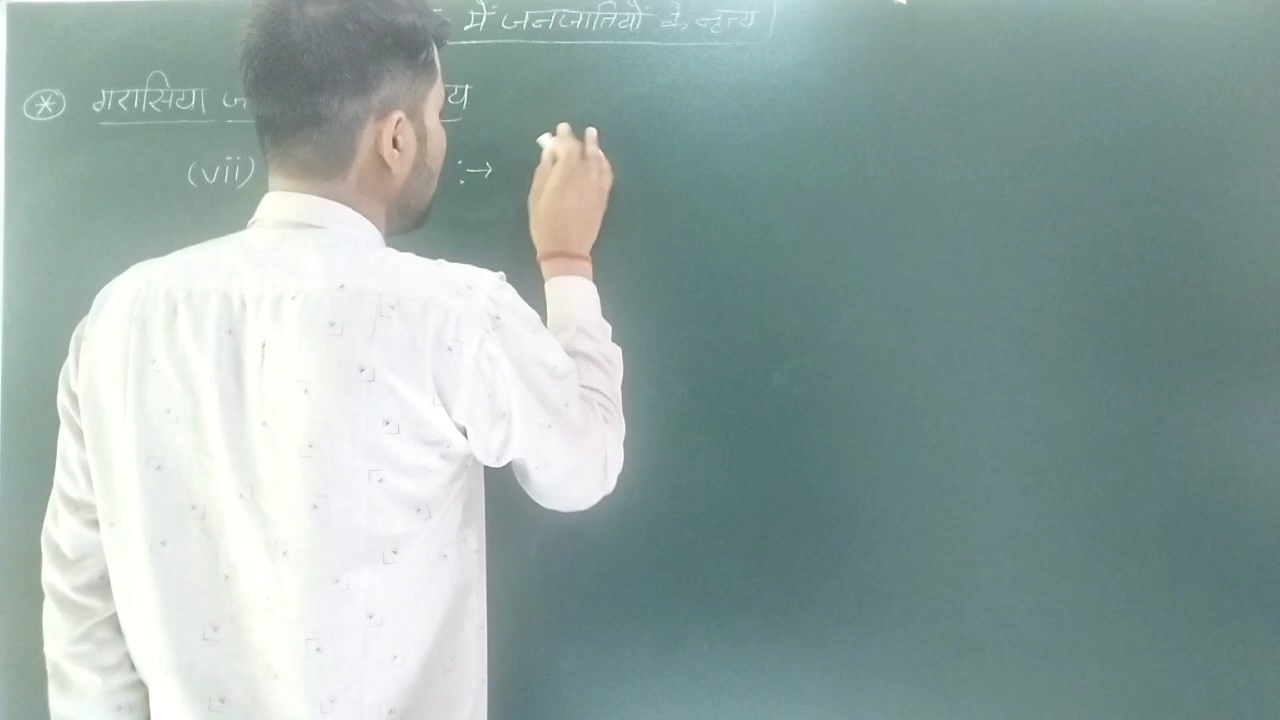 में जनजातियों के नृत्य
* गरासिया
(vii) :→